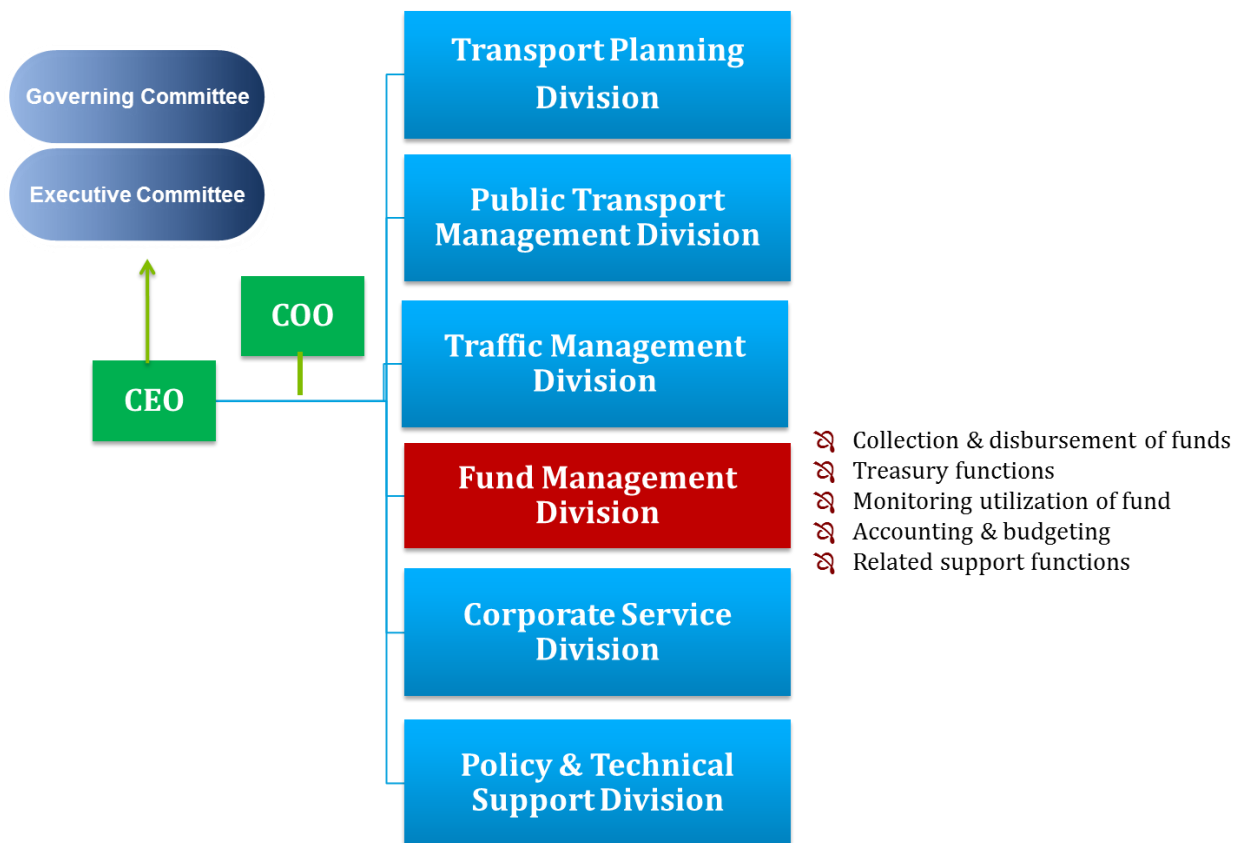 Governing Committee
Executive Committee
CEO
COO
Transport Planning
Division
Public Transport
Management Division
Traffic Management
Division
Fund Management
Division
Collection & disbursement of funds
Treasury functions
Monitoring utilization of fund
Accounting & budgeting
Related support functions
Corporate Service
Division
Policy & Technical
Support Division